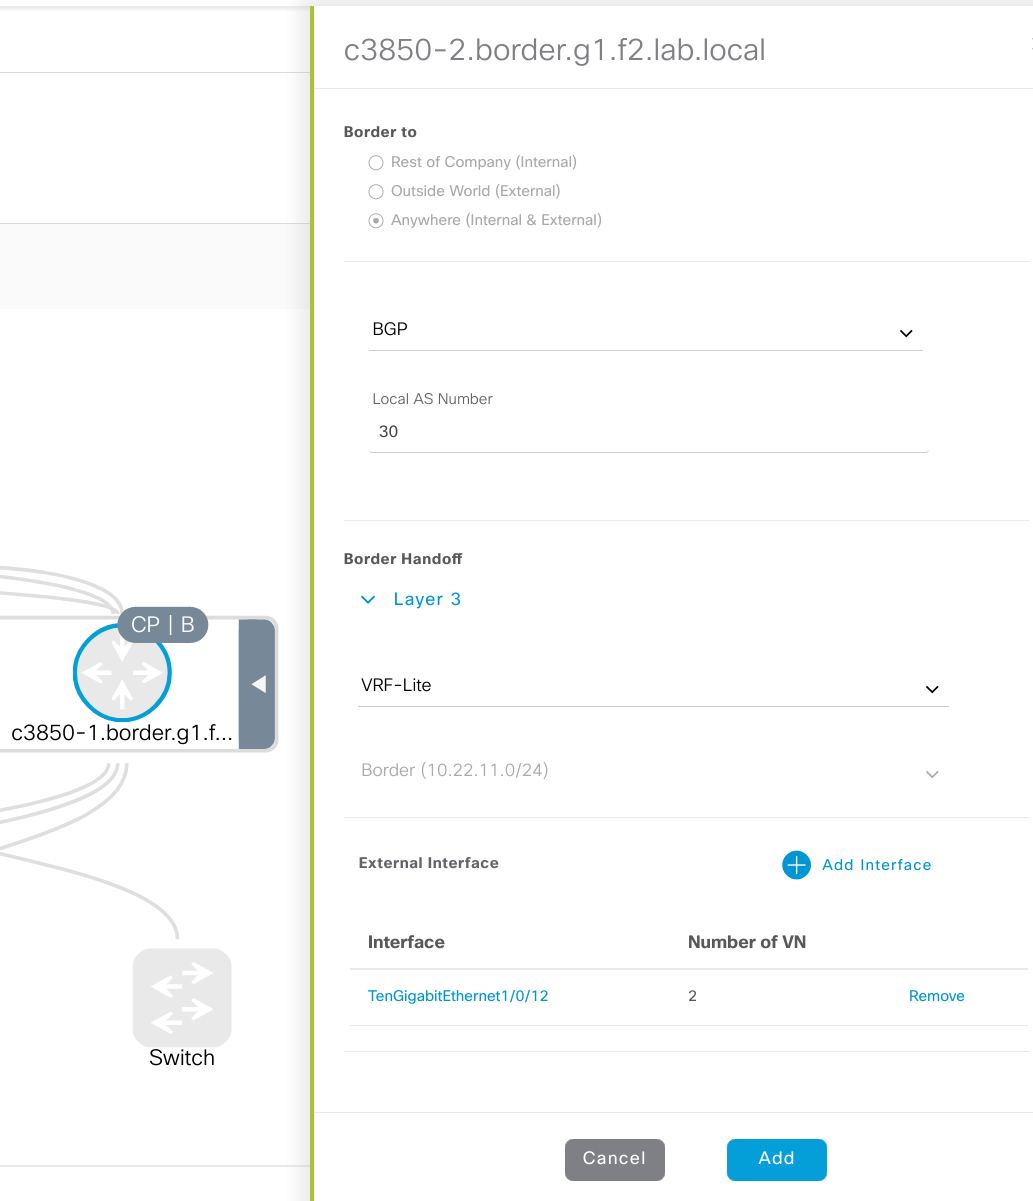 c3850-2.border.g1.f2.lab.local
Border to
Rest of Company (Internal)
Outside World (External)
Anywhere (Internal & External)
BGP
Local AS Number
30
Border Handoff
Layer 3
VRF-Lite
Border (10.22.11.0/24)
External Interface
Add Interface
Interface Number of VN
TenGigabitEthernet1/0/12 2 Remove
Cancel Add
CP | B
c3850-1.border.g1.f...
Switch